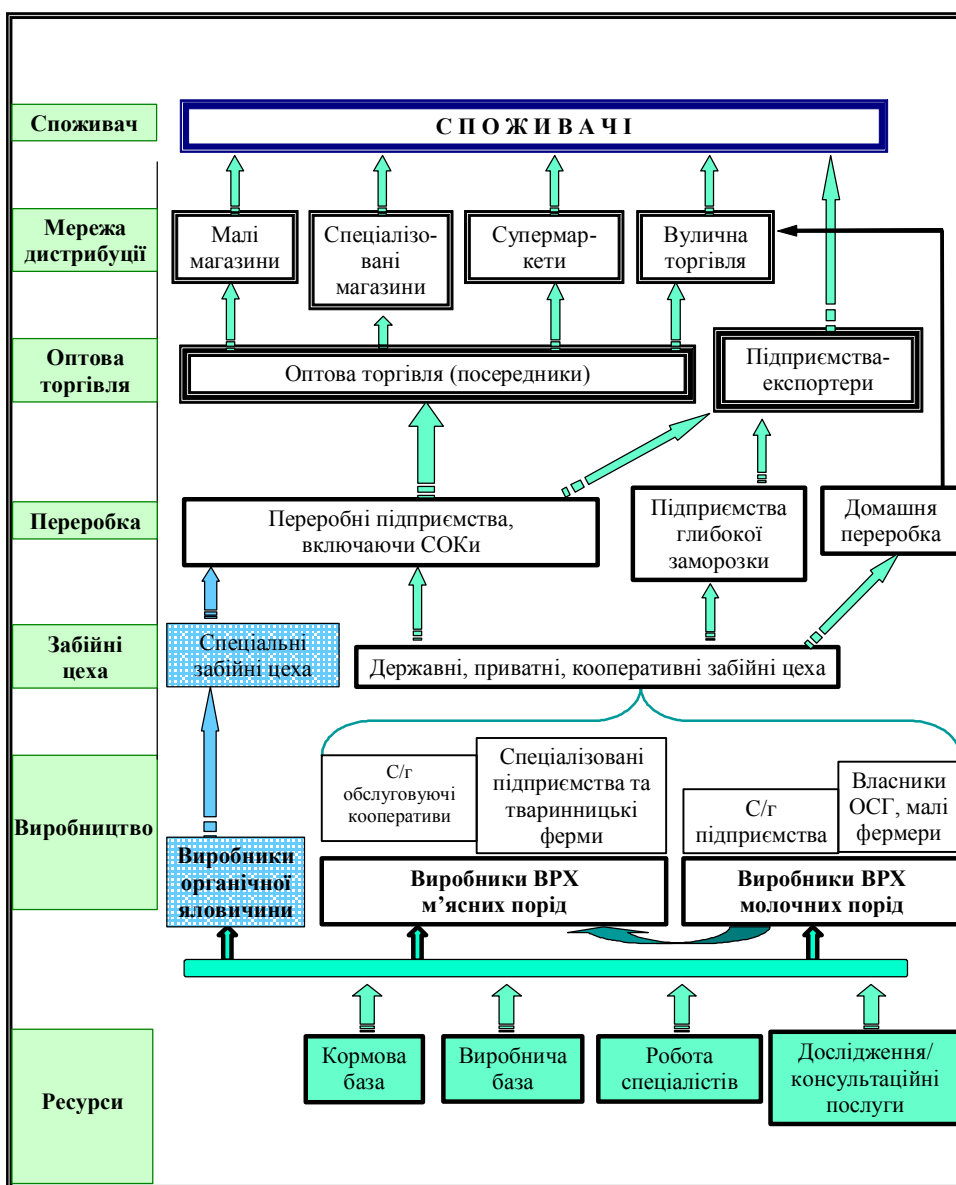 Споживач
С П О Ж И В А Ч І
Мережа
дистрибуції
Малі
магазини
Спеціалізо-
вані
магазини
Супермар-
кети
Вулична
торгівля
Оптова
торгівля
Оптова торгівля (посередники)
Підприємства-
експортери
Переробка
Переробні підприємства,
включаючи СОКи
Підприємства
глибокої
заморозки
Домашня
переробка
Забійні
цеха
Спеціальні
забійні цеха
Державні, приватні, кооперативні забійні цеха
Виробництво
С/г
обслуговуючі
кооперативи
Спеціалізовані
підприємства та
тваринницькі
ферми
С/г
підприємства
Власники
ОСГ, малі
фермери
Виробники
органічної
яловичини
Виробники ВРХ
м’ясних порід
Виробники ВРХ
молочних порід
Ресурси
Кормова
база
Виробнича
база
Робота
спеціалістів
Дослідження/
консультаційні
послуги